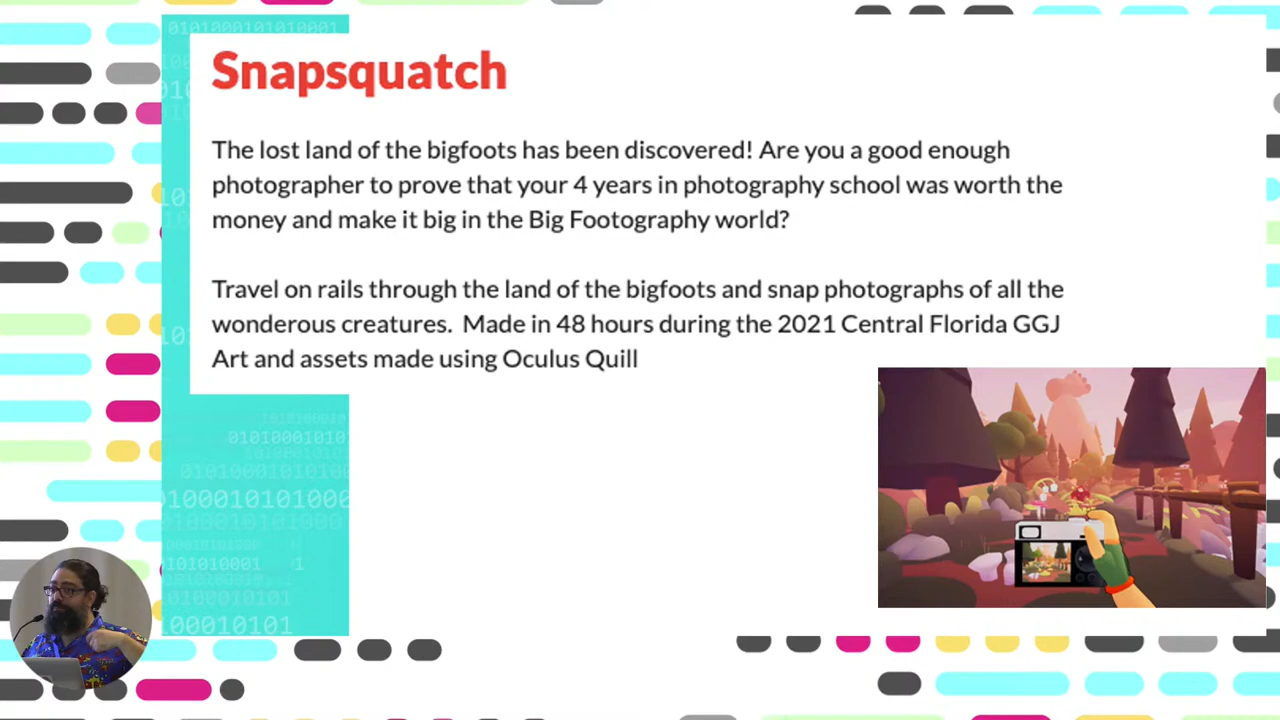 Snapsquatch
The lost land of the bigfoots has been discovered! Are you a good enough
photographer to prove that your 4 years in photography school was worth the
money and make it big in the Big Footography world?
Travel on rails through the land of the bigfoots and snap photographs of all the
wonderous creatures.  Made in 48 hours during the 2021 Central Florida GGJ
Art and assets made using Oculus Quill